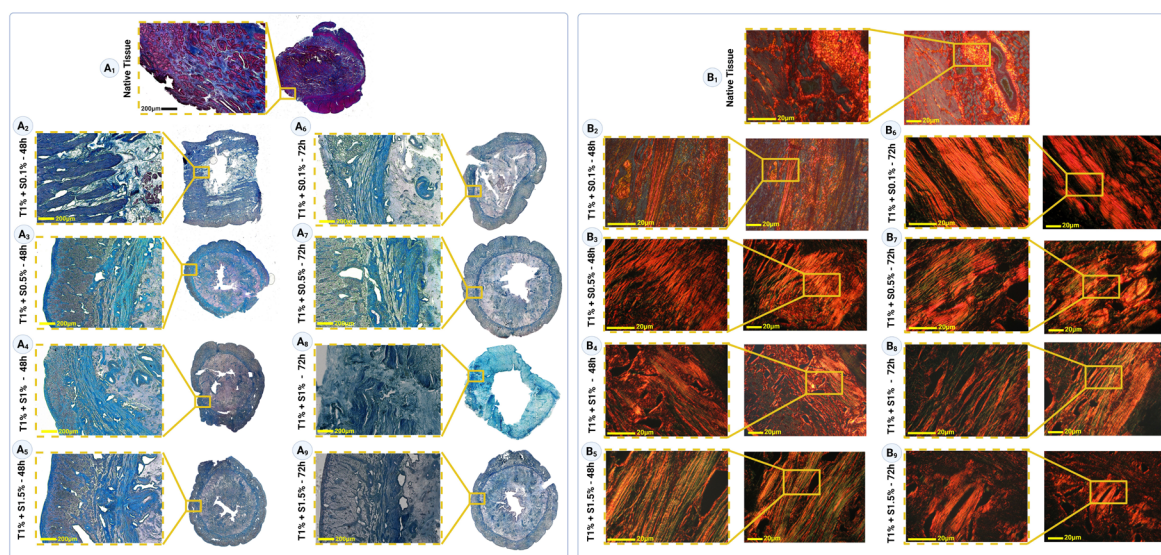 A1
Native Tissue
200μm
A2
T1% + S0.1% - 48h
200μm
A3
T1% + S0.5% - 48h
200μm
A4
T1% + S1% - 48h
200μm
A5
T1% + S1.5% - 48h
200μm
A6
T1% + S0.1% - 72h
200μm
A7
T1% + S0.5% - 72h
200μm
A8
T1% + S1% - 72h
200μm
A9
T1% + S1.5% - 72h
200μm
B1
Native Tissue
20μm
20μm
B2
T1% + S0.1% - 48h
20μm
20μm
B3
T1% + S0.5% - 48h
20μm
20μm
B4
T1% + S1% - 48h
20μm
20μm
B5
T1% + S1.5% - 48h
20μm
20μm
B6
T1% + S0.1% - 72h
20μm
20μm
B7
T1% + S0.5% - 72h
20μm
20μm
B8
T1% + S1% - 72h
20μm
20μm
B9
T1% + S1.5% - 72h
20μm
20μm